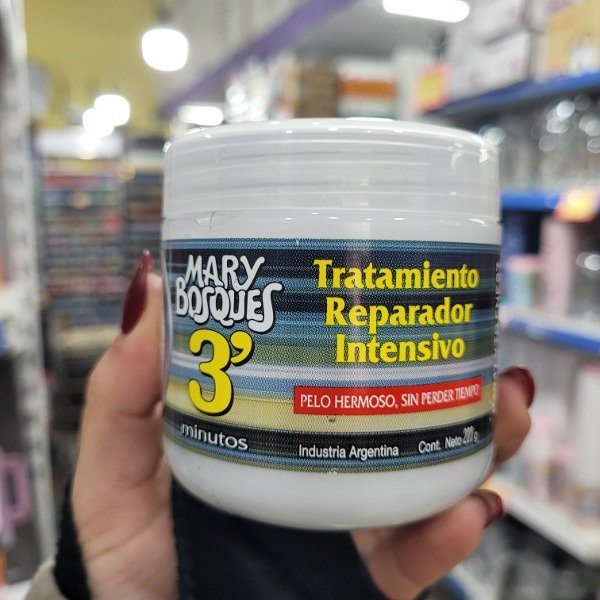 MARY
BOSQUES
3'
minutos
Tratamiento
Reparador
Intensivo
PELO HERMOSO, SIN PERDER TIEMPO
Industria Argentina
Cont. Neto 200 g